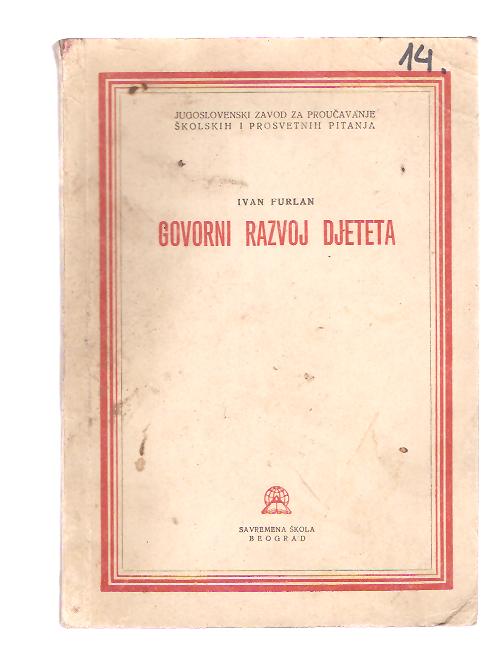 14.
JUGOSLOVENSKI ZAVOD ZA PROUČAVANJE
ŠKOLSKIH I PROSVETNIH PITANJA
IVAN FURLAN
GOVORNI RAZVOJ DJETETA
SAVREMENA ŠKOLA
BEOGRAD